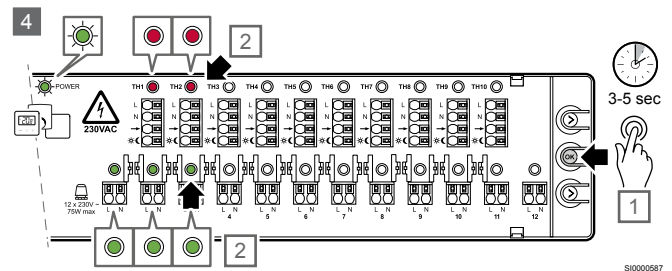 4
2
POWER
TH1 TH2 TH3 TH4 TH5 TH6 TH7 TH8 TH9 TH10
3-5 sec
230VAC
L
N
OK
1
12 x 230V~
75W max
L N L N L N L N L N L N L N L N L N L N L N
4 5 6 7 8 9 10 11 12
2
SI0000587